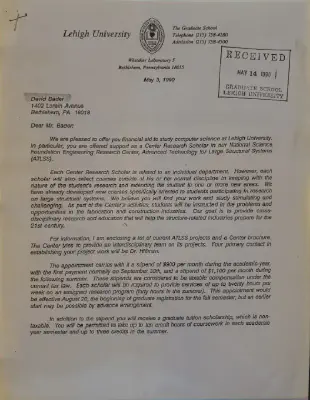 Lehigh University
The Graduate School
Telephone (215) 758-4280
Admission (215) 758-4500
Whitaker Laboratory 5
Bethlehem, Pennsylvania 18015
May 3, 1990
RECEIVED
MAY 14 1990
GRADUATE SCHOOL
LEHIGH UNIVERSITY
David Bader
1402 Lorain Avenue
Bethlehem, PA 18018
Dear Mr. Bader:
We are pleased to offer you financial aid to study computer science at Lehigh University.
In particular, you are offered support as a Center Research Scholar in our National Science
Foundation Engineering Research Center, Advanced Technology for Large Structural Systems
(ATLSS).
Each Center Research Scholar is enrolled in an individual department. However, each
scholar will also select courses outside of his or her normal discipline in keeping with the
nature of the student's research and extending the student to one or more new areas. We
have already developed new courses specifically tailored to students participating in research
on large structural systems. We believe you will find your work and study stimulating and
challenging. As part of the Center's activities, students will be instructed in the problems and
opportunities in the fabrication and construction industries. Our goal is to provide cross-
disciplinary research and education that will help the structure-related industries prepare for the
21st century.
For your information, I am enclosing a list of current ATLSS projects and a Center brochure.
The Center tries to provide an interdisciplinary team on its projects. Your primary contact in
establishing your project work will be Dr.
The appointment carries with it a stipend of $900 per month during the academic year,
with the first payment normally on September 30th, and a stipend of $1,100 per month during
the following summer. These stipends are considered to be taxable compensation under the
current tax law. Each scholar will be required to provide services of up to twenty hours per
week on an assigned research program (forty hours in the summer). This appointment would
be effective August 25, the beginning of graduate registration for the fall semester, but an earlier
start may be possible by advance arrangement.
In addition to the stipend you will receive a graduate tuition scholarship, which is non-
taxable. You will be permitted to take up to ten credit hours of coursework in each academic
year semester and up to three credits in the summer.